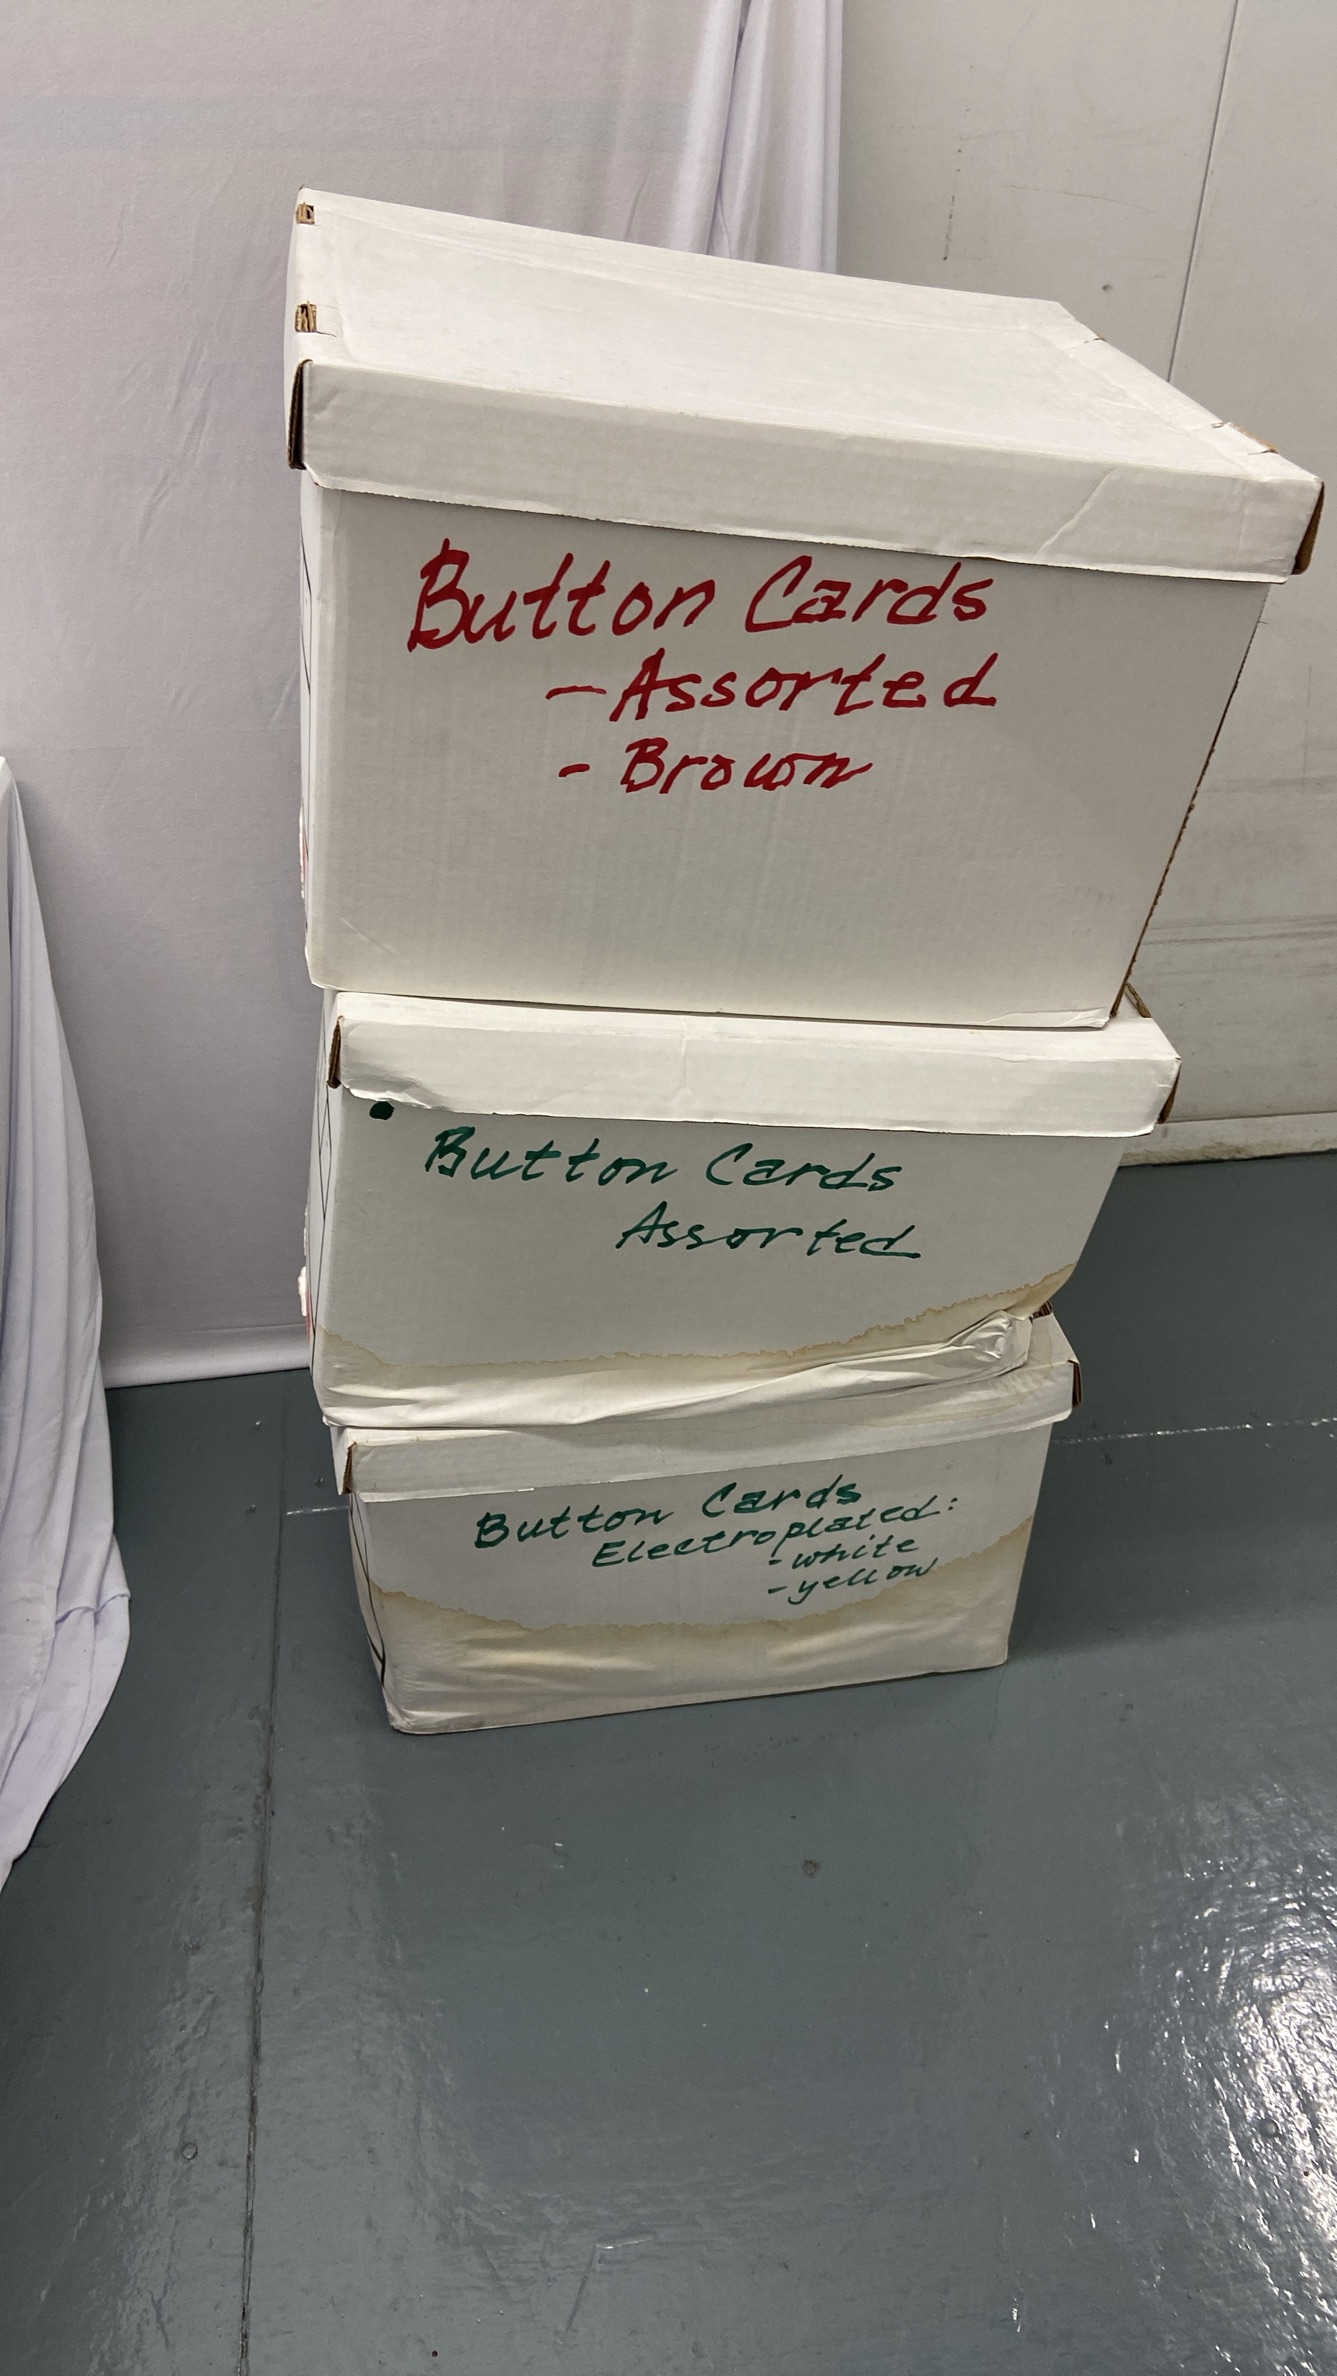 Button Cards
- Assorted
- Brown
Button Cards
Assorted
Button Cards
Electroplated:
- white
- yellow